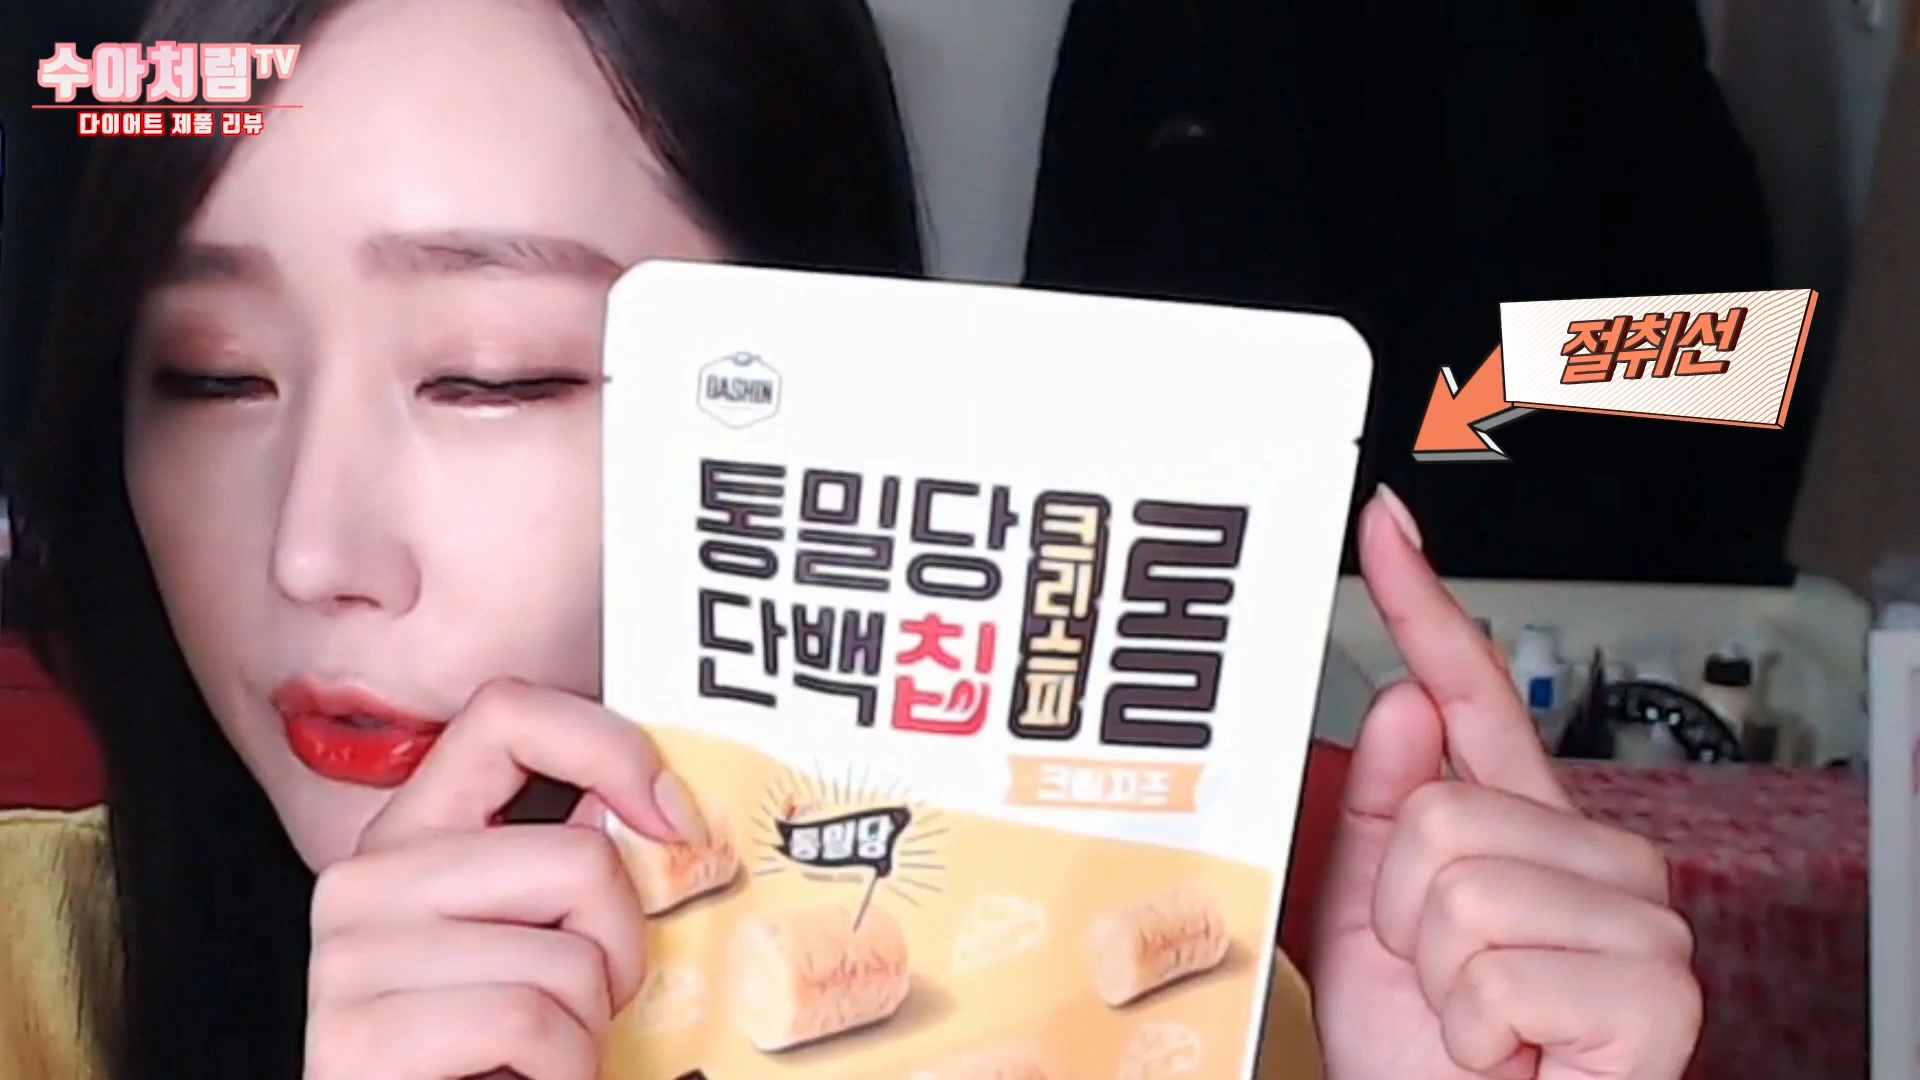 수아처럼TV
다이어트 제품 리뷰
절취선
DASHIN
통밀당 크리스피 롤
단백칩
크림치즈
통밀당